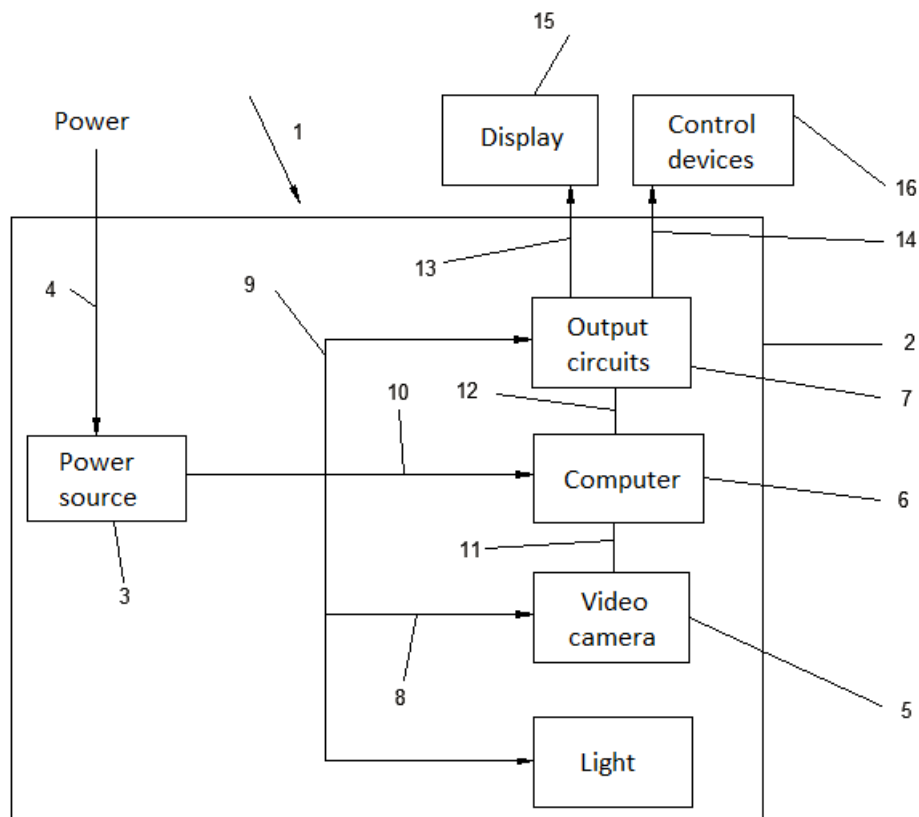 15
Power
1
Display
Control
devices
16
13
14
4
9
Output
circuits
2
10
12
7
Power
source
Computer
6
11
3
Video
camera
8
5
Light